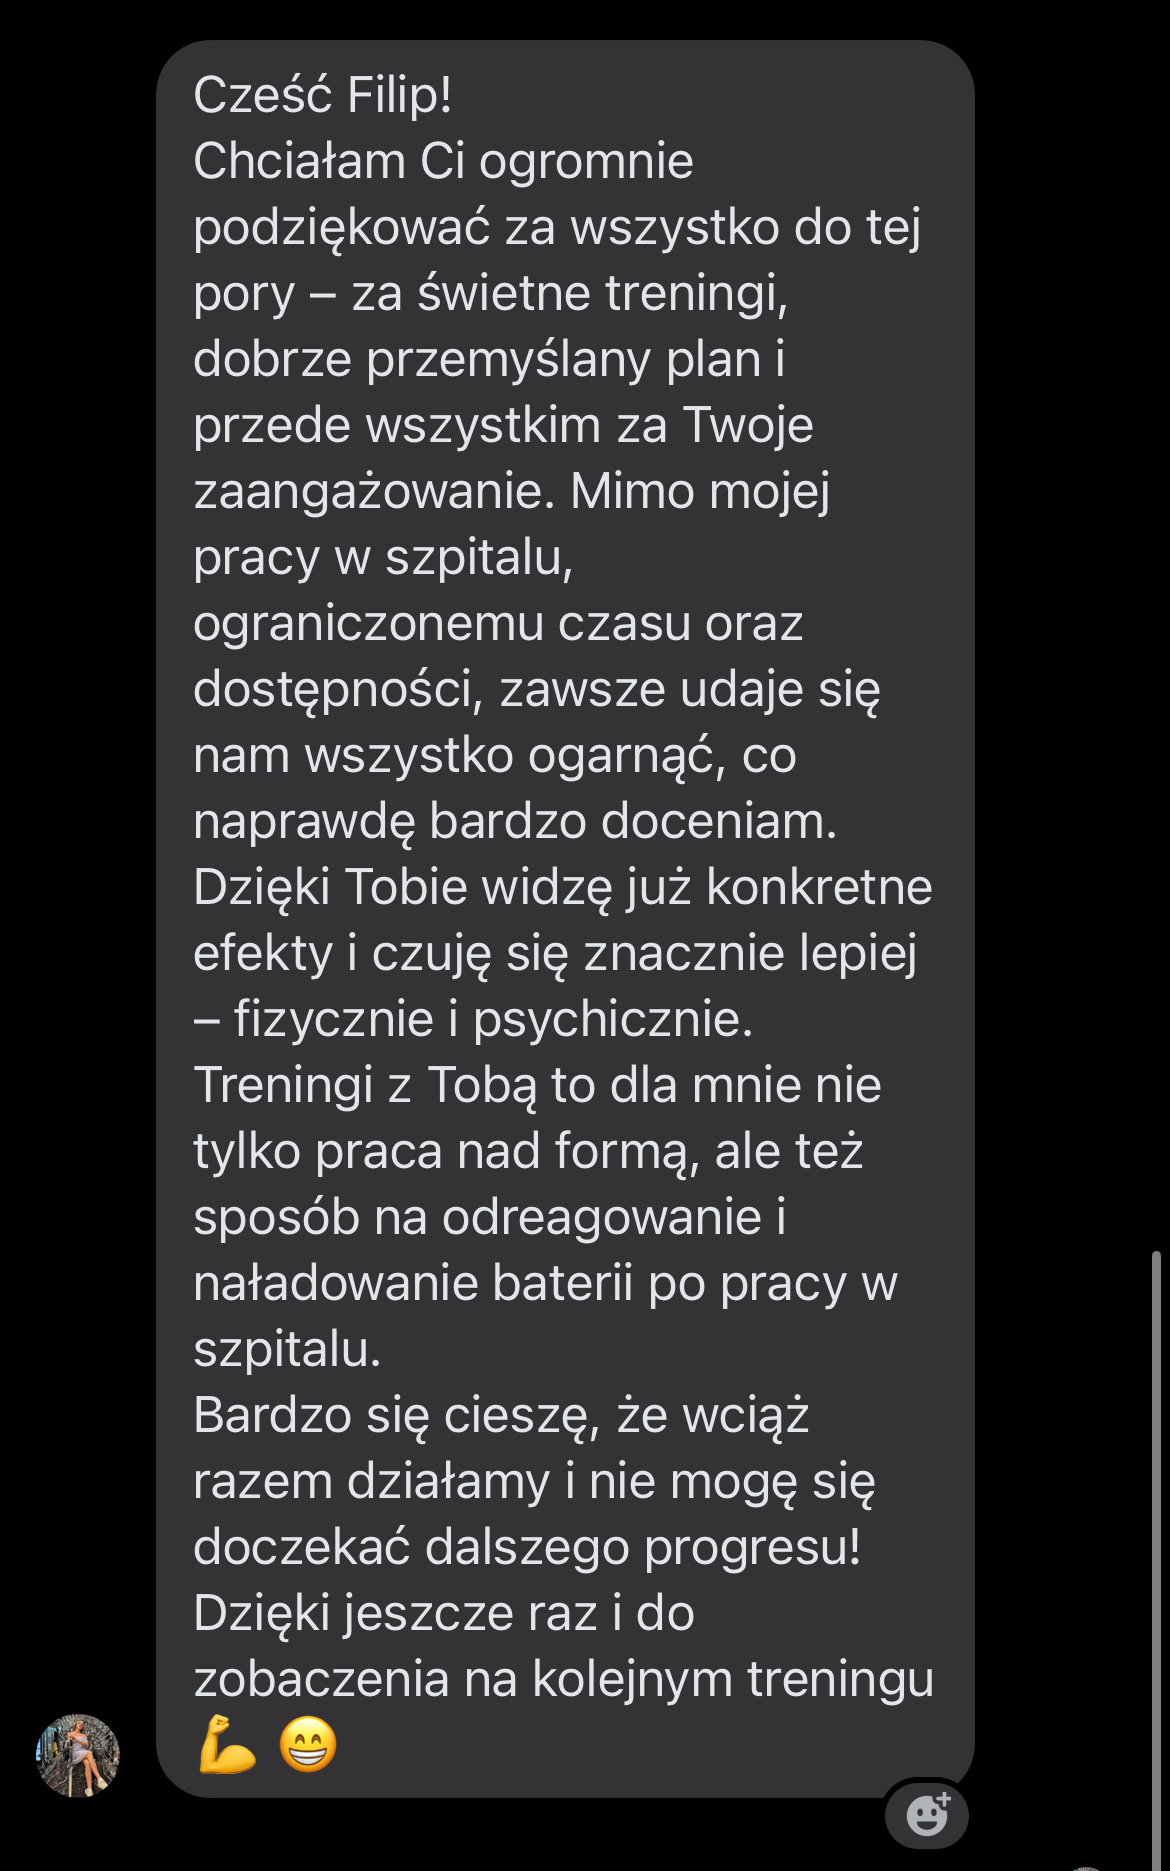 Cześć Filip!
Chciałam Ci ogromnie
podziękować za wszystko do tej
pory – za świetne treningi,
dobrze przemyślany plan i
przede wszystkim za Twoje
zaangażowanie. Mimo mojej
pracy w szpitalu,
ograniczonemu czasu oraz
dostępności, zawsze udaje się
nam wszystko ogarnąć, co
naprawdę bardzo doceniam.
Dzięki Tobie widzę już konkretne
efekty i czuję się znacznie lepiej
– fizycznie i psychicznie.
Treningi z Tobą to dla mnie nie
tylko praca nad formą, ale też
sposób na odreagowanie i
naładowanie baterii po pracy w
szpitalu.
Bardzo się cieszę, że wciąż
razem działamy i nie mogę się
doczekać dalszego progresu!
Dzięki jeszcze raz i do
zobaczenia na kolejnym treningu
💪 😁